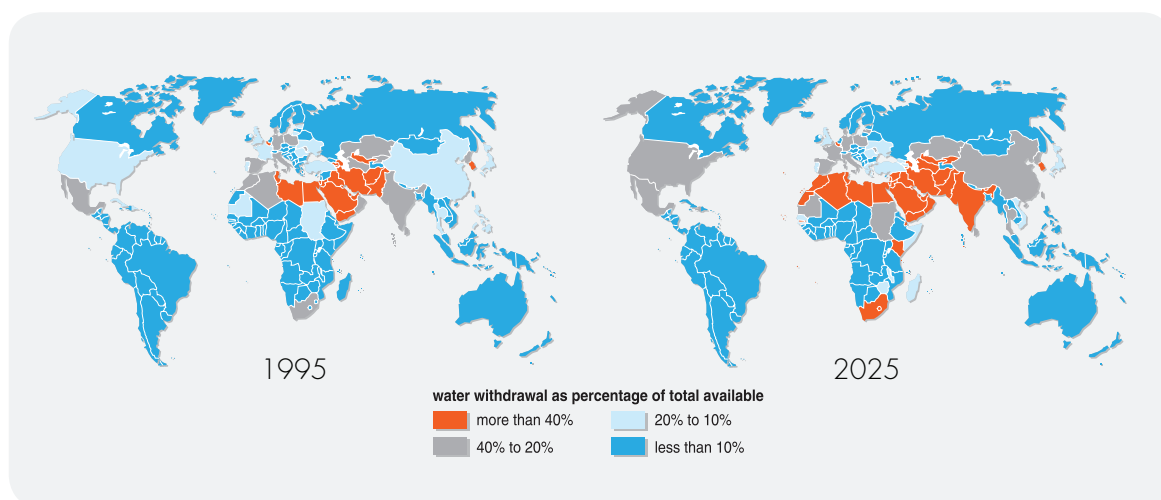 1995
2025
water withdrawal as percentage of total available
more than 40%
20% to 10%
40% to 20%
less than 10%